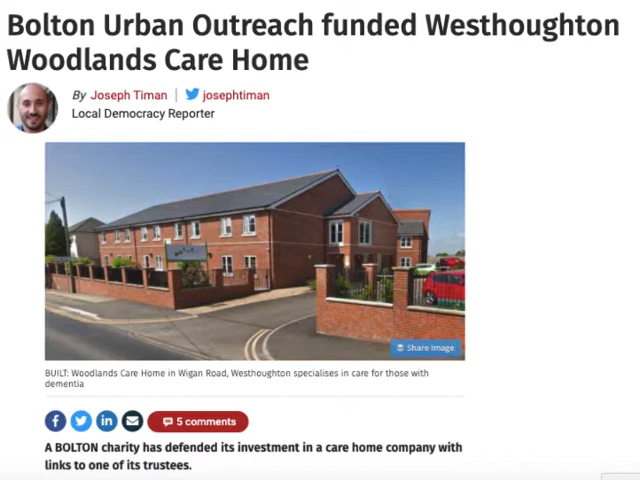 Bolton Urban Outreach funded Westhoughton
Woodlands Care Home
By Joseph Timan | josephtiman
Local Democracy Reporter
Share Image
BUILT: Woodlands Care Home in Wigan Road, Westhoughton specialises in care for those with
dementia
5 comments
A BOLTON charity has defended its investment in a care home company with
links to one of its trustees.